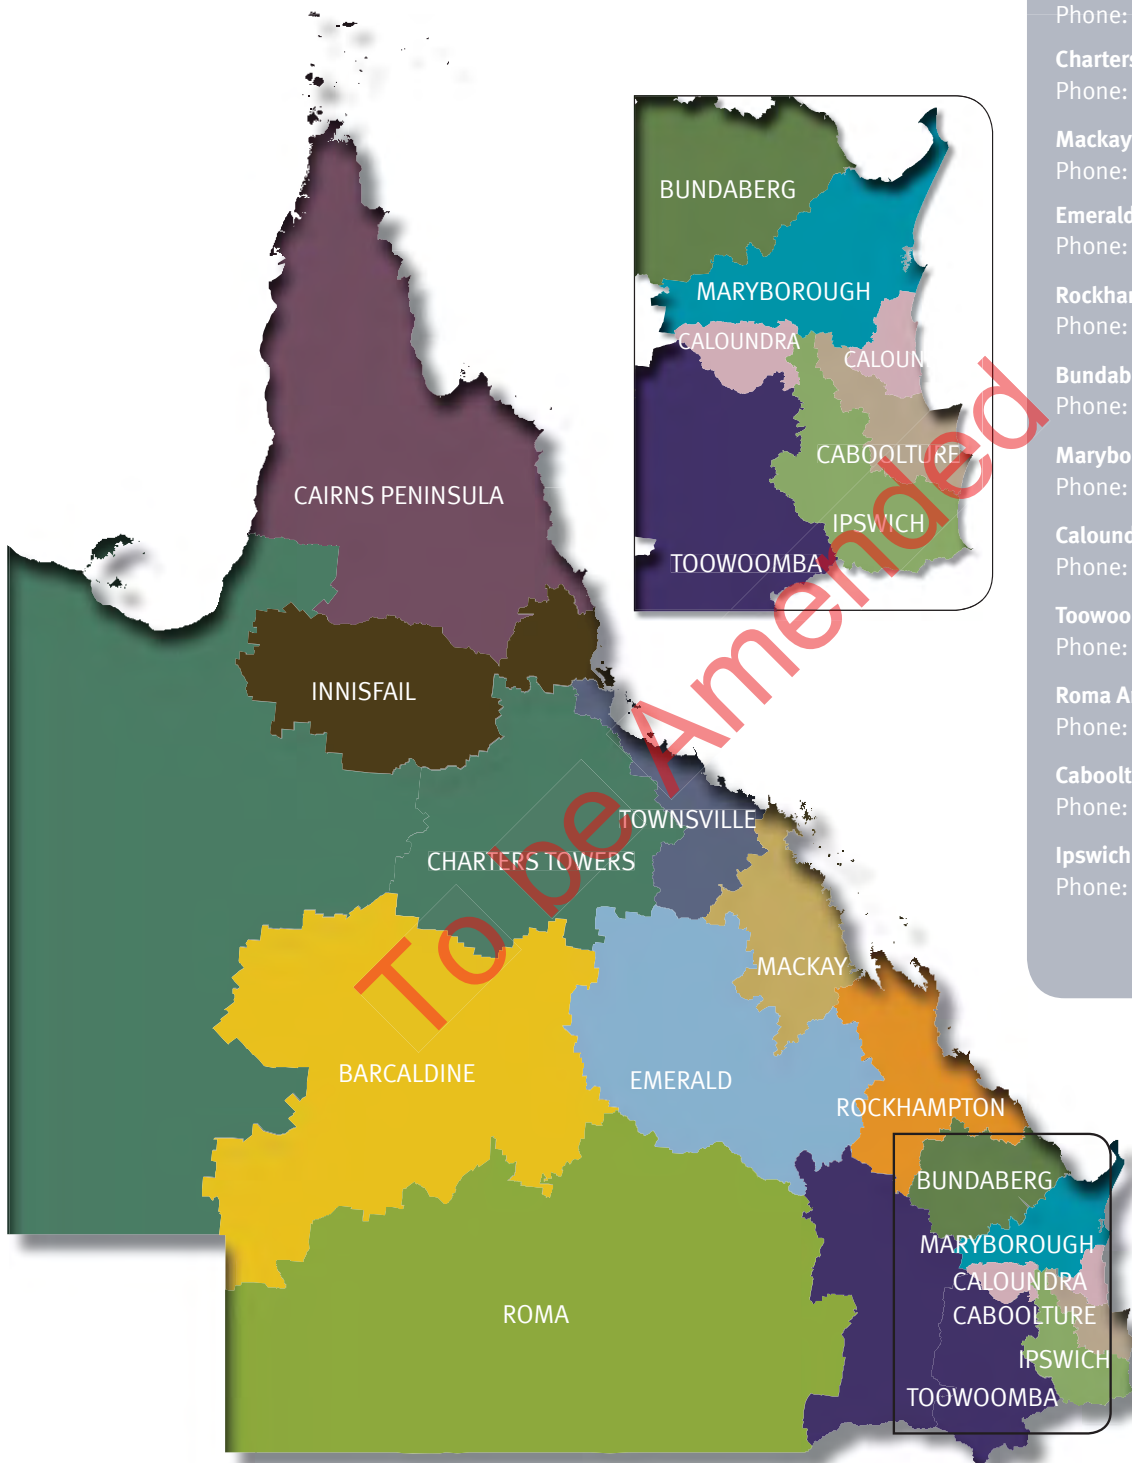 CAIRNS PENINSULA
INNISFAIL
TOWNSVILLE
CHARTERS TOWERS
MACKAY
BARCALDINE
EMERALD
ROCKHAMPTON
BUNDABERG
MARYBOROUGH
CALOUNDRA
CABOOLTURE
IPSWICH
TOOWOOMBA
ROMA
BUNDABERG
MARYBOROUGH
CALOUNDRA
CALOUN
CABOOLTURE
IPSWICH
TOOWOOMBA
To be Amended
Phone:
Charters
Phone:
Mackay
Phone:
Emerald
Phone:
Rockhar
Phone:
Bundab
Phone:
Marybo
Phone:
Calound
Phone:
Toowoo
Phone:
Roma A
Phone:
Caboolt
Phone:
Ipswich
Phone: